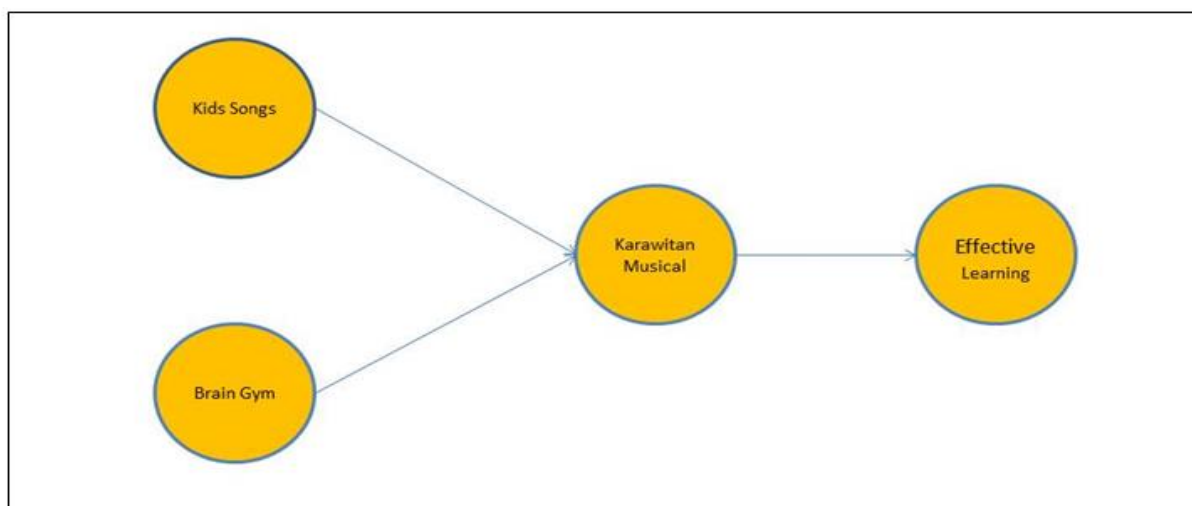 Kids Songs
Karawitan
Musical
Effective
Learning
Brain Gym